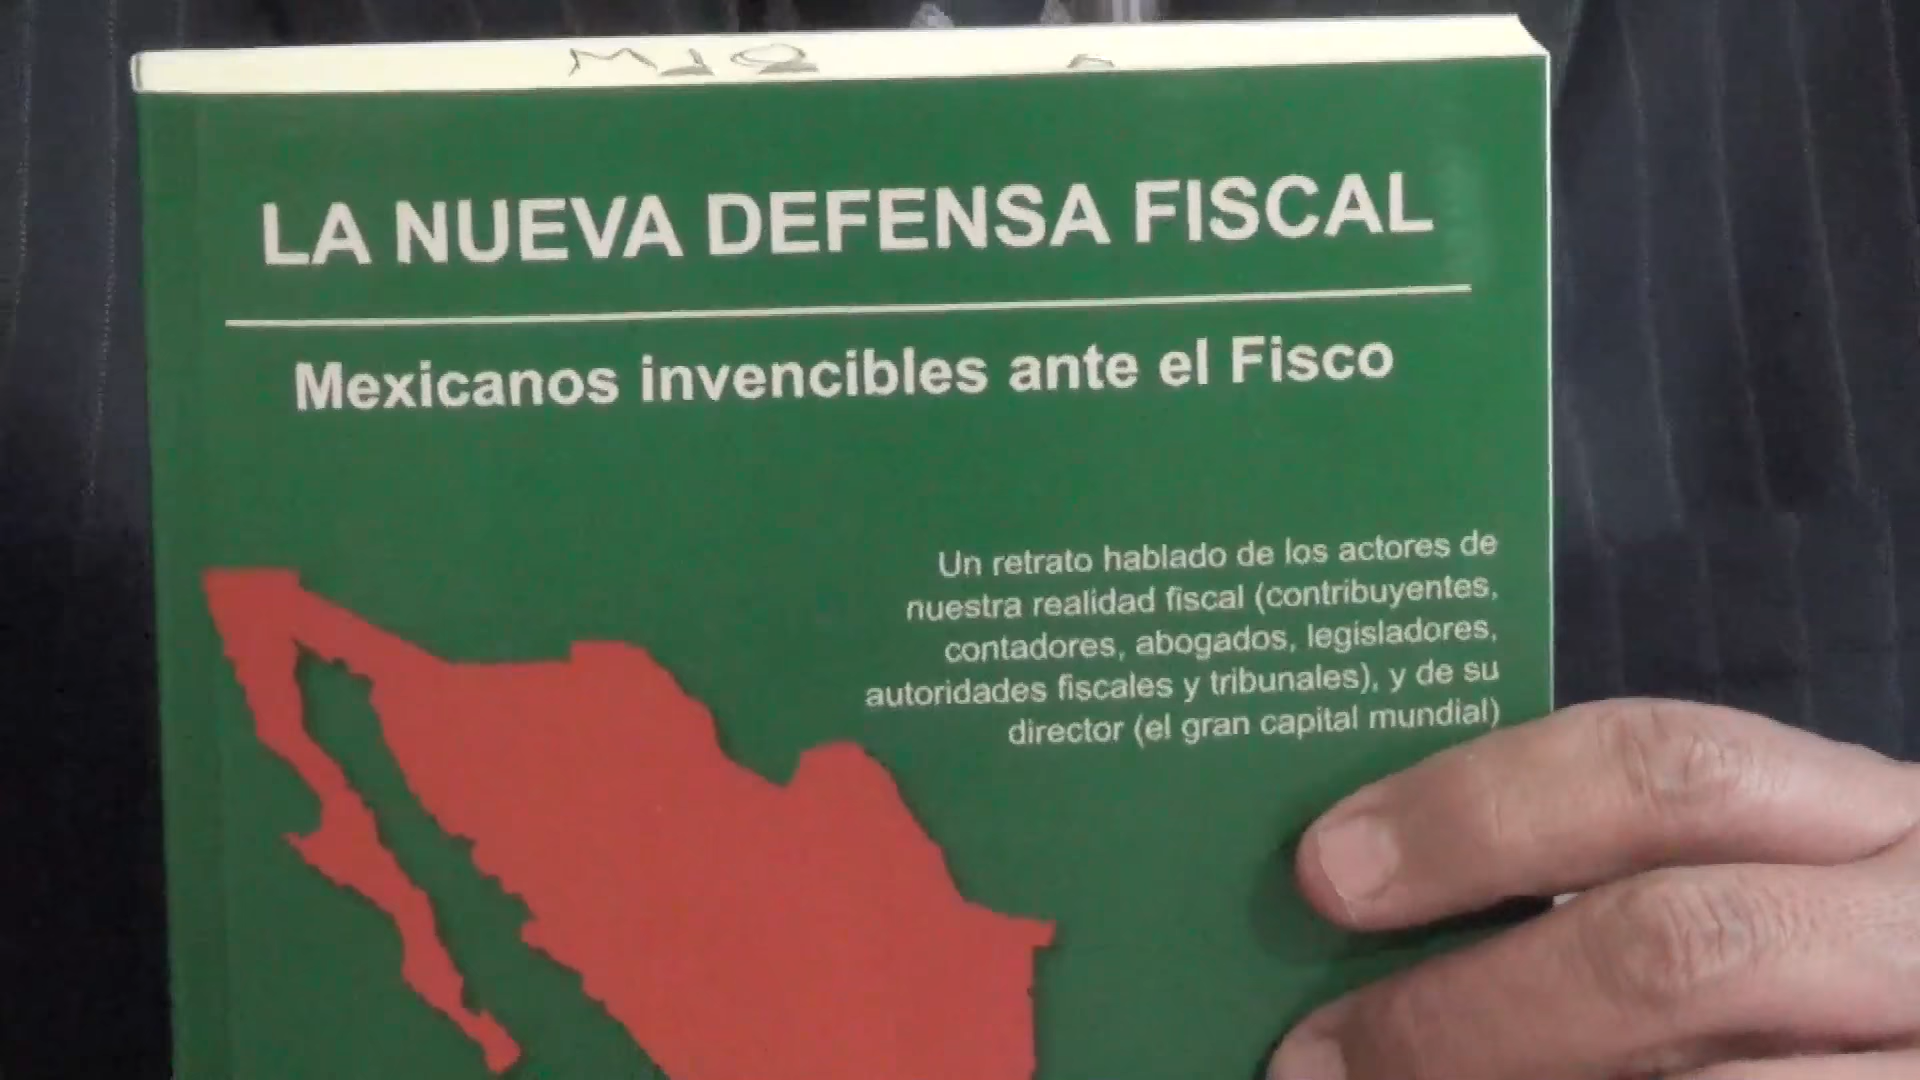 LA NUEVA DEFENSA FISCAL
Mexicanos invencibles ante el Fisco
Un retrato hablado de los actores de
nuestra realidad fiscal (contribuyentes,
contadores, abogados, legisladores,
autoridades fiscales y tribunales), y de su
director (el gran capital mundial)